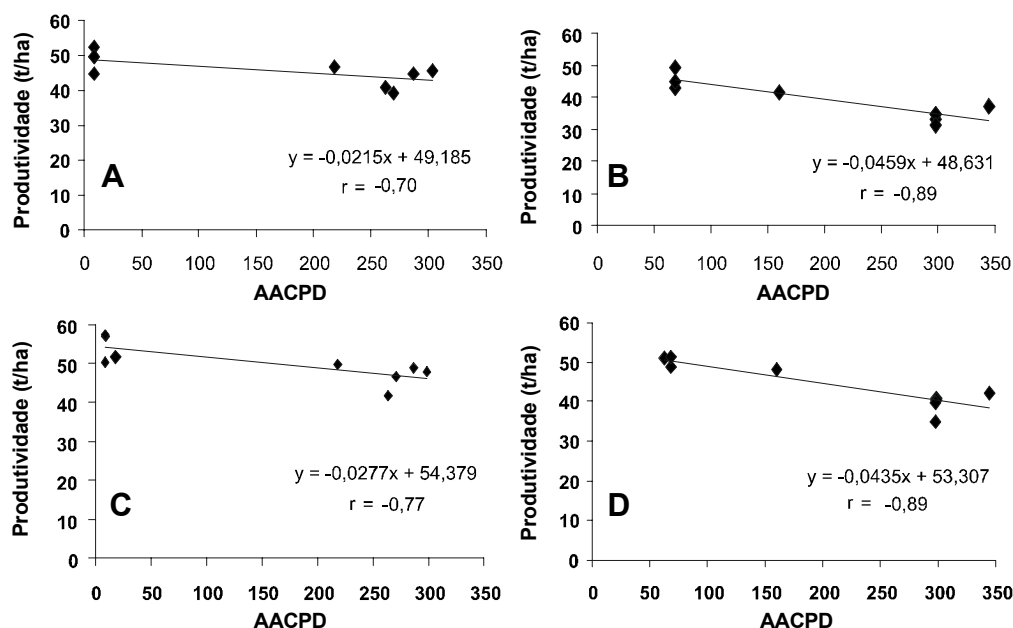 Produtividade (t/ha)
60
50
40
30
20
10
0
A
y = -0,0215x + 49,185
r = -0,70
0 50 100 150 200 250 300 350
AACPD
Produtividade (t/ha)
60
50
40
30
20
10
0
B
y = -0,0459x + 48,631
r = -0,89
0 50 100 150 200 250 300 350
AACPD
Produtividade (t/ha)
60
50
40
30
20
10
0
C
y = -0,0277x + 54,379
r = -0,77
0 50 100 150 200 250 300 350
AACPD
Produtividade (t/ha)
60
50
40
30
20
10
0
D
y = -0,0435x + 53,307
r = -0,89
0 50 100 150 200 250 300 350
AACPD